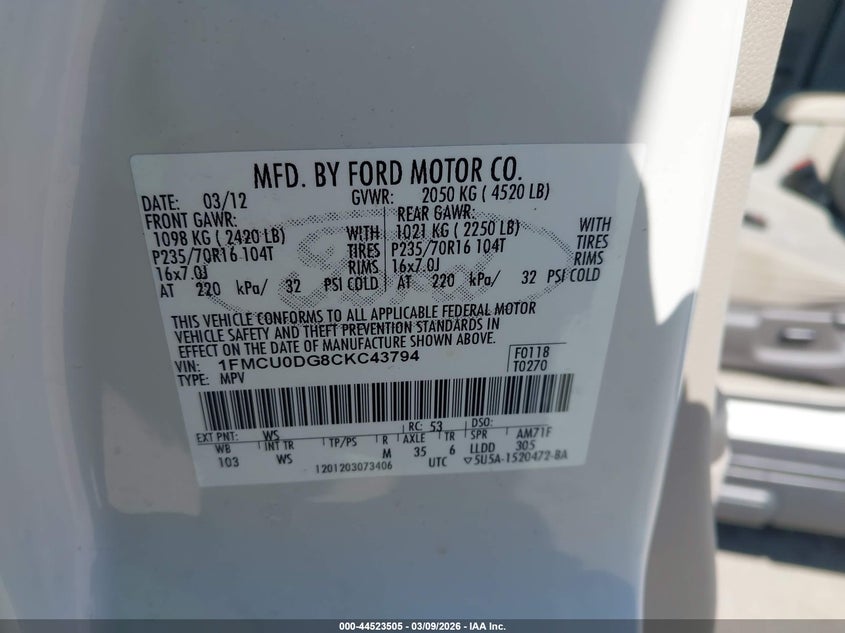 MFD. BY FORD MOTOR CO.
DATE: 03/12 GVWR: 2050 KG ( 4520 LB)
FRONT GAWR: REAR GAWR:
1098 KG ( 2420 LB) WITH 1021 KG ( 2250 LB) WITH
P235/70R16 104T TIRES P235/70R16 104T TIRES
16x7.0J RIMS 16x7.0J RIMS
AT 220 kPa/ 32 PSI COLD AT 220 kPa/ 32 PSI COLD
THIS VEHICLE CONFORMS TO ALL APPLICABLE FEDERAL MOTOR
VEHICLE SAFETY AND THEFT PREVENTION STANDARDS IN
EFFECT ON THE DATE OF MANUFACTURE SHOWN ABOVE.
VIN: 1FMCU0DG8CKC43794 F0118
TYPE: MPV T0270
EXT PNT: WS RC: 53 DSO:
WB INT TR TP/PS R AXLE TR SPR AM71F
103 WS M 35 6 LLDD 305
1201203073406 UTC ▽5U5A-1520472-BA
000-44523505 | 03/09/2026 | IAA Inc.